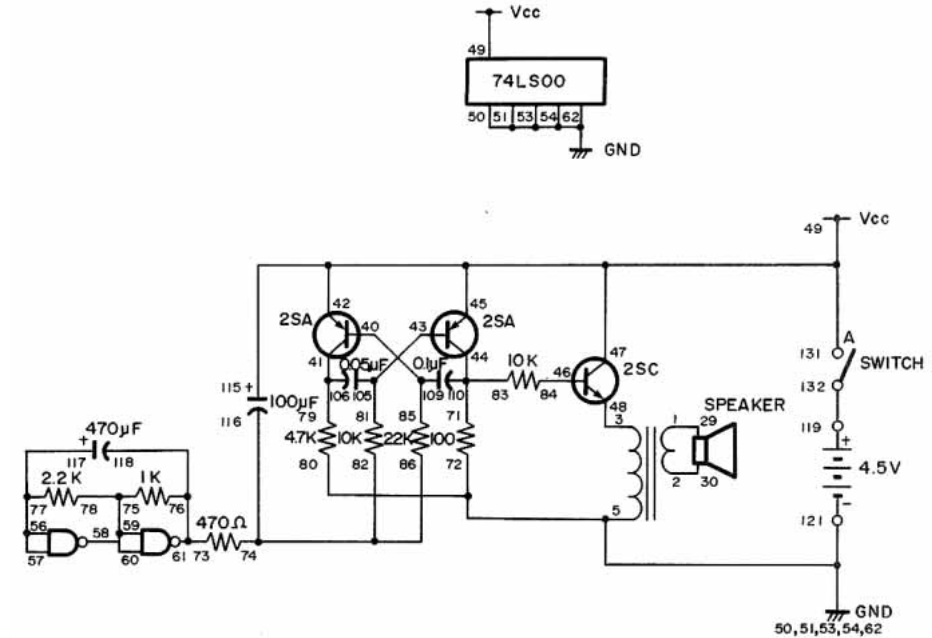 Vcc
49
74LS00
50 51 53 54 62
GND
Vcc
49
42 45
2SA 40 43 2SA
41 0.05µF 0.1µF 44
10K 47
46 2SC
106 105 109 110
83 84
48
131 A
SWITCH
132
115 +
100µF
116
79 81 85 71
4.7K 10K 22K 100
80 82 86 72
3 1 29 SPEAKER
2 30
5
119
+
4.5V
-
121
470µF
+
117 118
2.2K 1K
77 78 75 76
56 58 59 470Ω
57 60 61 73 74
GND
50,51,53,54,62